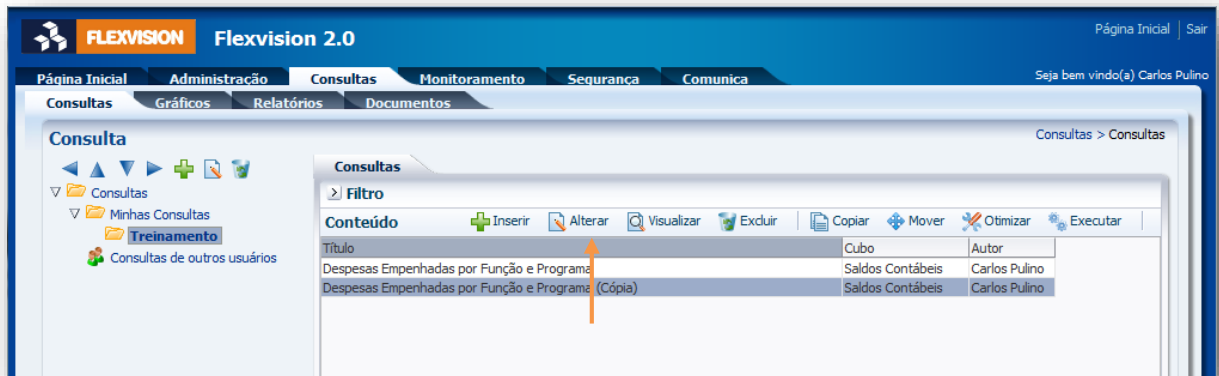 FLEXVISION Flexvision 2.0 Página Inicial Sair
Página Inicial Administração Consultas Monitoramento Segurança Comunica Seja bem vindo(a) Carlos Pulino
Consultas Gráficos Relatórios Documentos
Consulta Consultas > Consultas
Consultas
Filtro
Consultas
Minhas Consultas
Treinamento
Consultas de outros usuários
Conteúdo Inserir Alterar Visualizar Excluir Copiar Mover Otimizar Executar
Título Cubo Autor
Despesas Empenhadas por Função e Programa Saldos Contábeis Carlos Pulino
Despesas Empenhadas por Função e Programa (Cópia) Saldos Contábeis Carlos Pulino